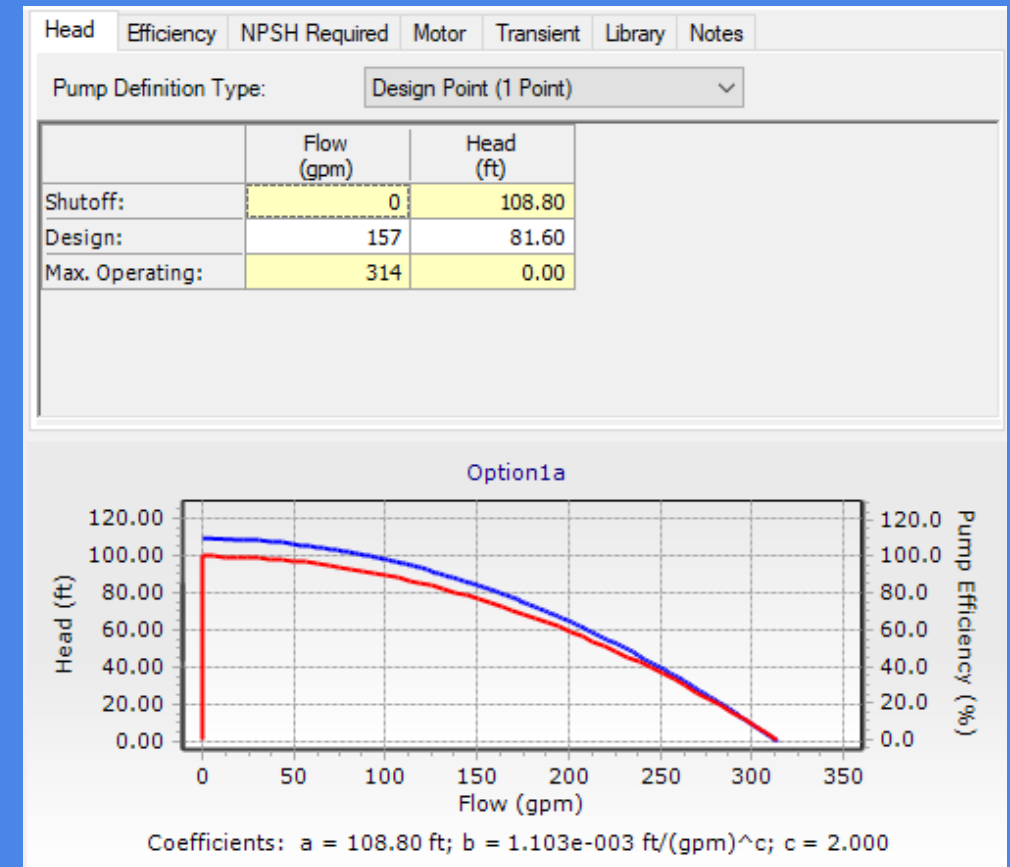 Head Efficiency NPSH Required Motor Transient Library Notes
Pump Definition Type: Design Point (1 Point)
Flow (gpm) Head (ft)
Shutoff: 0 108.80
Design: 157 81.60
Max. Operating: 314 0.00
Option1a
120.00 120.0
100.00 100.0
80.00 80.0
60.00 60.0
40.00 40.0
20.00 20.0
0.00 0.0
Head (ft)
Pump Efficiency (%)
0 50 100 150 200 250 300 350
Flow (gpm)
Coefficients: a = 108.80 ft; b = 1.103e-003 ft/(gpm)^c; c = 2.000